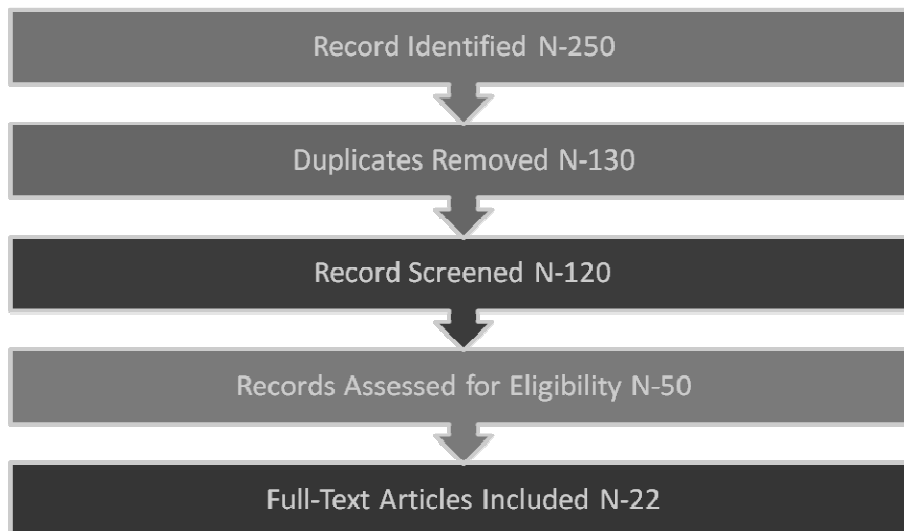 Record Identified N-250
Duplicates Removed N-130
Record Screened N-120
Records Assessed for Eligibility N-50
Full-Text Articles Included N-22